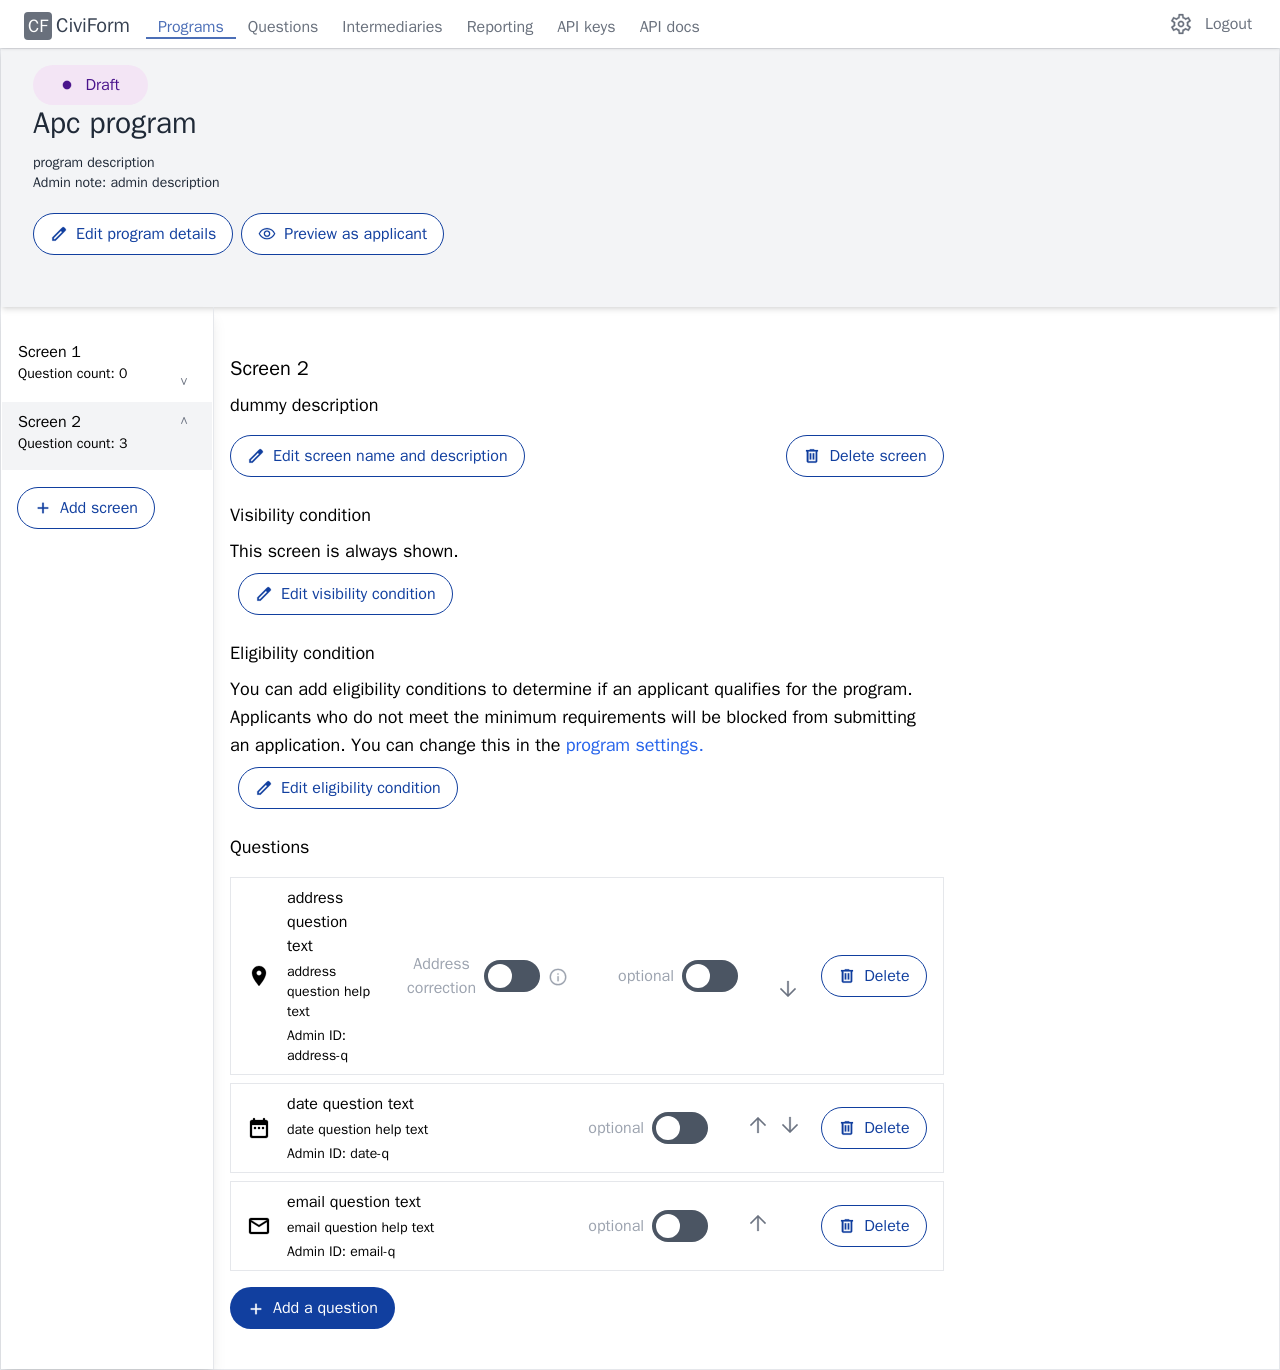 CF CiviForm Programs Questions Intermediaries Reporting API keys API docs Logout
Draft
Apc program
program description
Admin note: admin description
Edit program details Preview as applicant
Screen 1
Question count: 0
Screen 2
Question count: 3
Add screen
Screen 2
dummy description
Edit screen name and description Delete screen
Visibility condition
This screen is always shown.
Edit visibility condition
Eligibility condition
You can add eligibility conditions to determine if an applicant qualifies for the program.
Applicants who do not meet the minimum requirements will be blocked from submitting
an application. You can change this in the program settings.
Edit eligibility condition
Questions
address
question
text
address
question help
text
Admin ID:
address-q
Address
correction
optional
Delete
date question text
date question help text
Admin ID: date-q
optional
Delete
email question text
email question help text
Admin ID: email-q
optional
Delete
Add a question